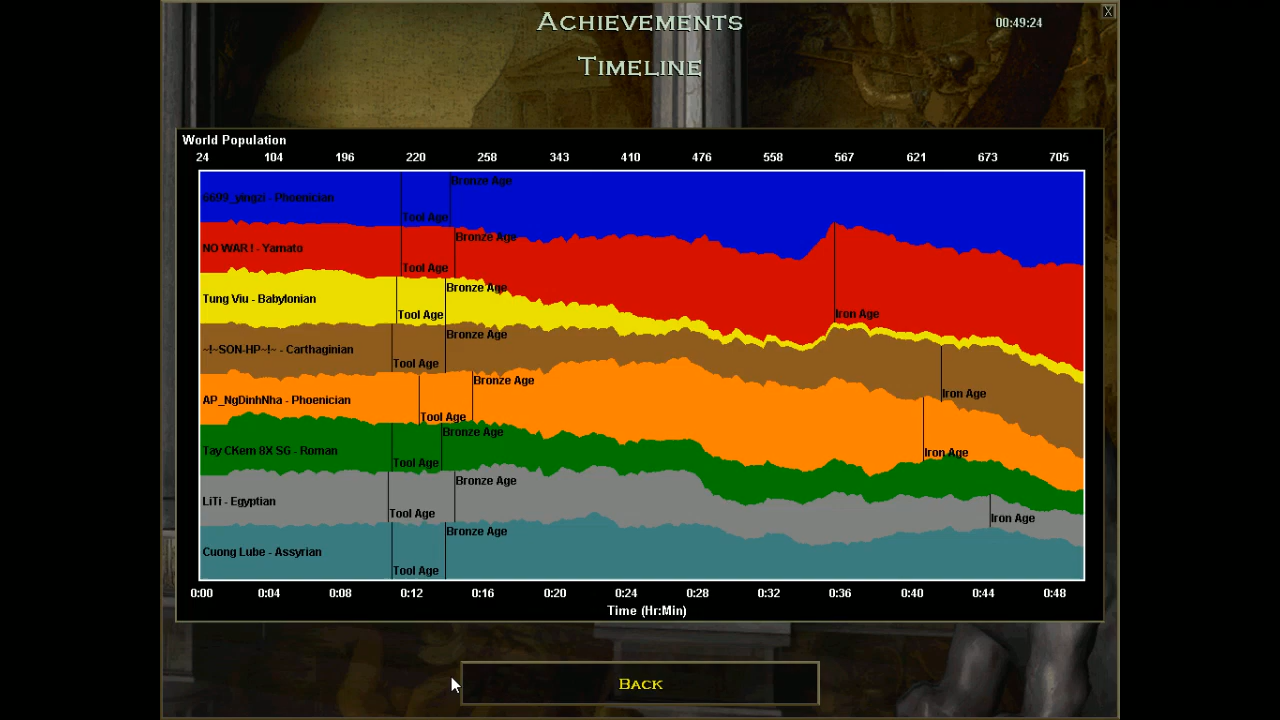 ACHIEVEMENTS
00:49:24
X
TIMELINE
World Population
24 104 196 220 258 343 410 476 558 567 621 673 705
Bronze Age
6699_yingzi - Phoenician
Tool Age
Bronze Age
NO WAR ! - Yamato
Tool Age
Bronze Age
Tung Viu - Babylonian
Tool Age
Iron Age
Bronze Age
~!~SON-HP~!~ - Carthaginian
Tool Age
Bronze Age
Iron Age
AP_NgDinhNha - Phoenician
Tool Age
Bronze Age
Tay CKem 8X SG - Roman
Iron Age
Tool Age
Bronze Age
LiTi - Egyptian
Tool Age
Iron Age
Bronze Age
Cuong Lube - Assyrian
Tool Age
0:00 0:04 0:08 0:12 0:16 0:20 0:24 0:28 0:32 0:36 0:40 0:44 0:48
Time (Hr:Min)
BACK